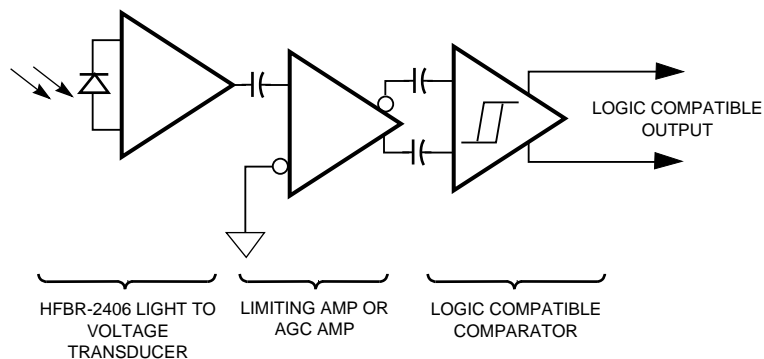 LOGIC COMPATIBLE
OUTPUT
HFBR-2406 LIGHT TO
VOLTAGE
TRANSDUCER
LIMITING AMP OR
AGC AMP
LOGIC COMPATIBLE
COMPARATOR